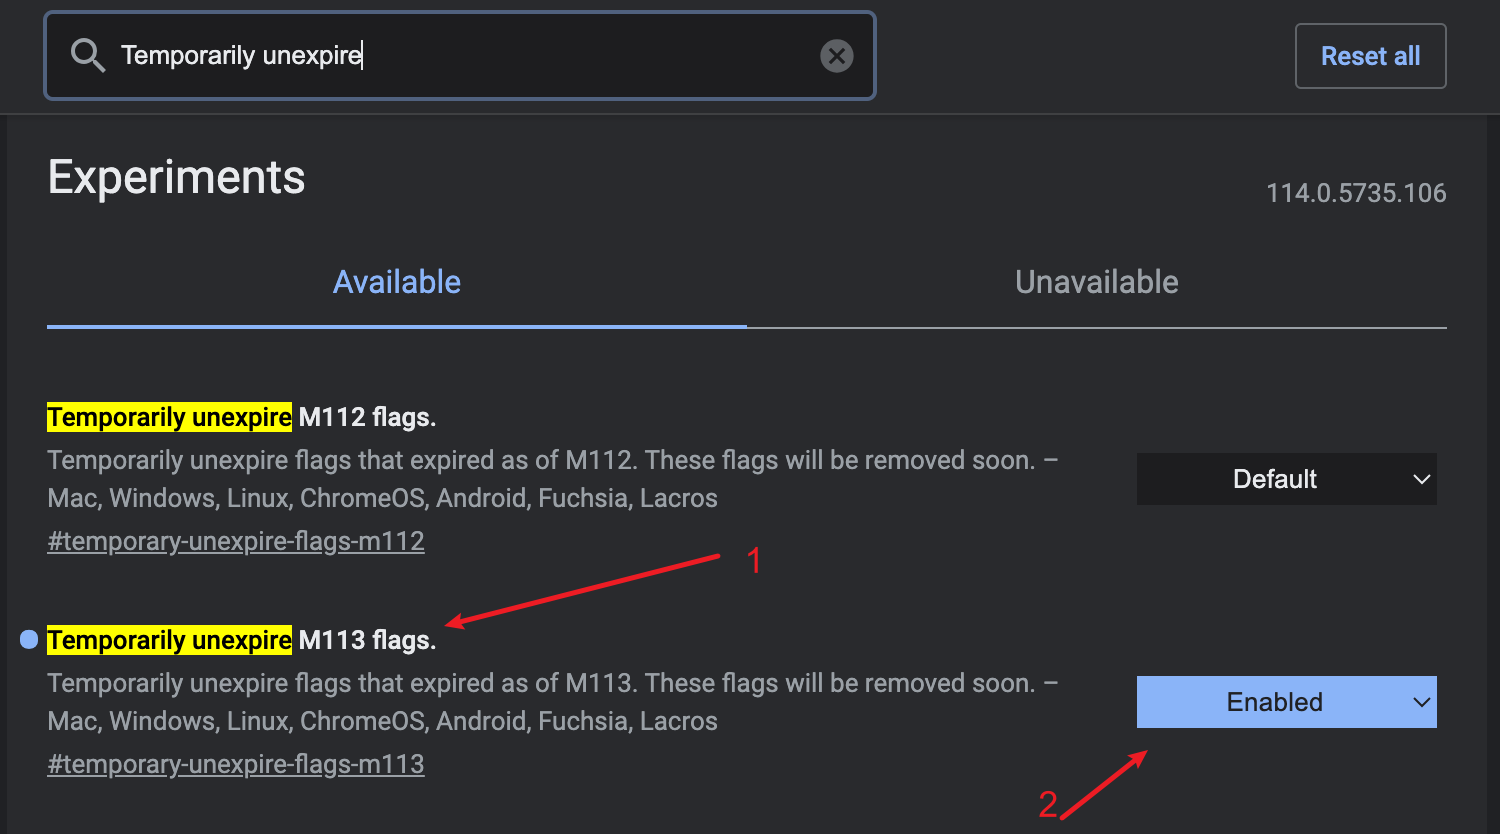 Temporarily unexpire
Reset all
Experiments
114.0.5735.106
Available
Unavailable
Temporarily unexpire M112 flags.
Temporarily unexpire flags that expired as of M112. These flags will be removed soon. –
Mac, Windows, Linux, ChromeOS, Android, Fuchsia, Lacros
Default
#temporary-unexpire-flags-m112
1
Temporarily unexpire M113 flags.
Temporarily unexpire flags that expired as of M113. These flags will be removed soon. –
Mac, Windows, Linux, ChromeOS, Android, Fuchsia, Lacros
Enabled
#temporary-unexpire-flags-m113
2